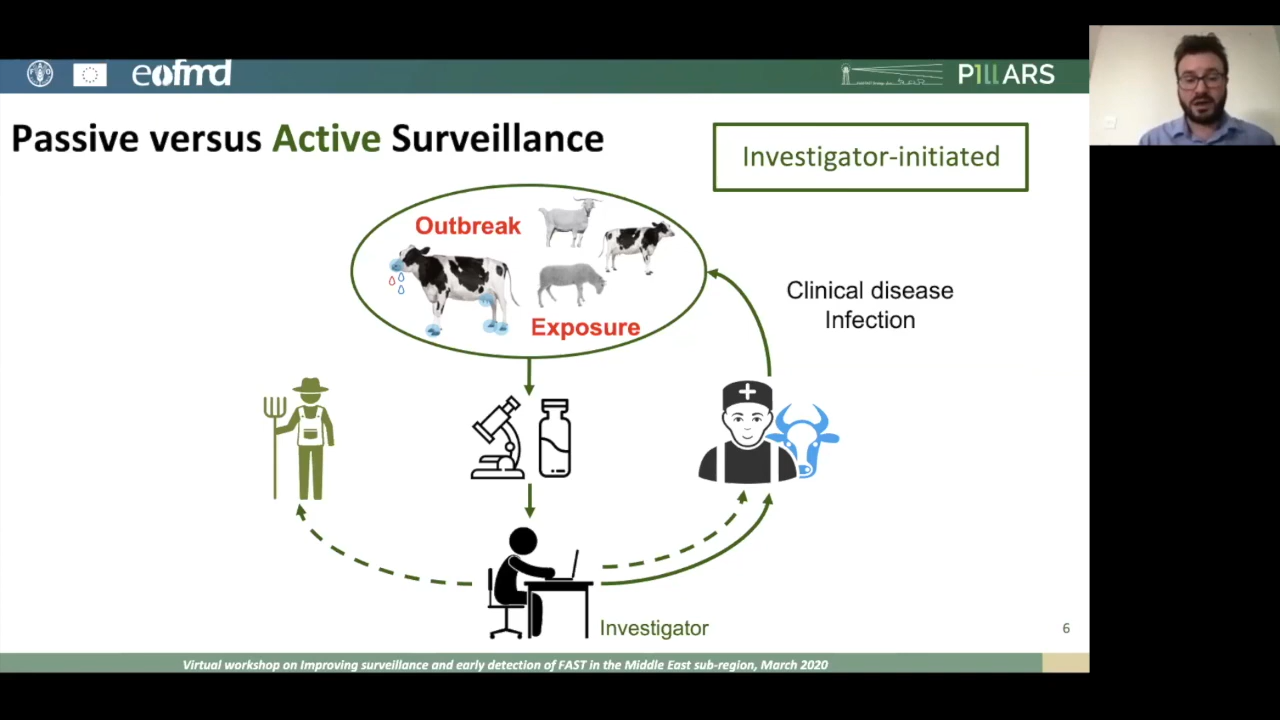 eofmd
PILLARS
Passive versus Active Surveillance
Investigator-initiated
Outbreak
Exposure
Clinical disease
Infection
Investigator
6
Virtual workshop on Improving surveillance and early detection of FAST in the Middle East sub-region, March 2020